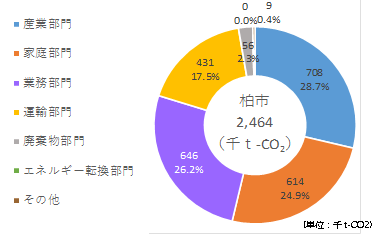 産業部門
家庭部門
業務部門
運輸部門
廃棄物部門
エネルギー転換部門
その他
0
0.0%
9
0.4%
56
2.3%
431
17.5%
708
28.7%
柏市
2,464
（千ｔ-CO₂）
646
26.2%
614
24.9%
（単位：千t-CO2）